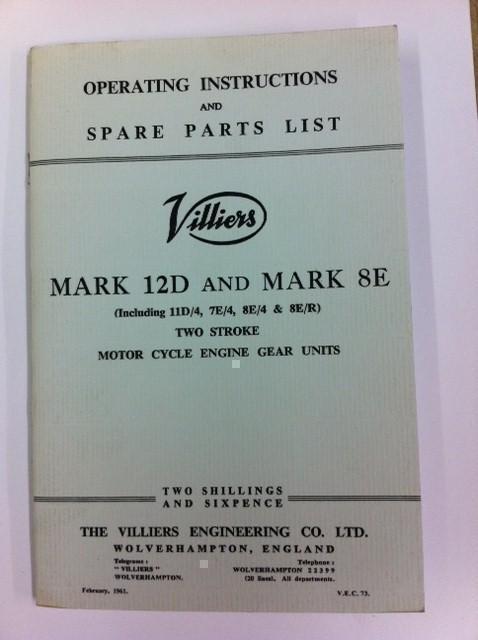 OPERATING INSTRUCTIONS
AND
SPARE PARTS LIST
Villiers
MARK 12D AND MARK 8E
(Including 11D/4, 7E/4, 8E/4 & 8E/R)
TWO STROKE
MOTOR CYCLE ENGINE GEAR UNITS
TWO SHILLINGS
AND SIXPENCE
THE VILLIERS ENGINEERING CO. LTD.
WOLVERHAMPTON, ENGLAND
Telegrams :
"VILLIERS"
WOLVERHAMPTON.
Telephone :
WOLVERHAMPTON 22399
(20 lines). All departments.
February, 1961.
V.E.C. 73.